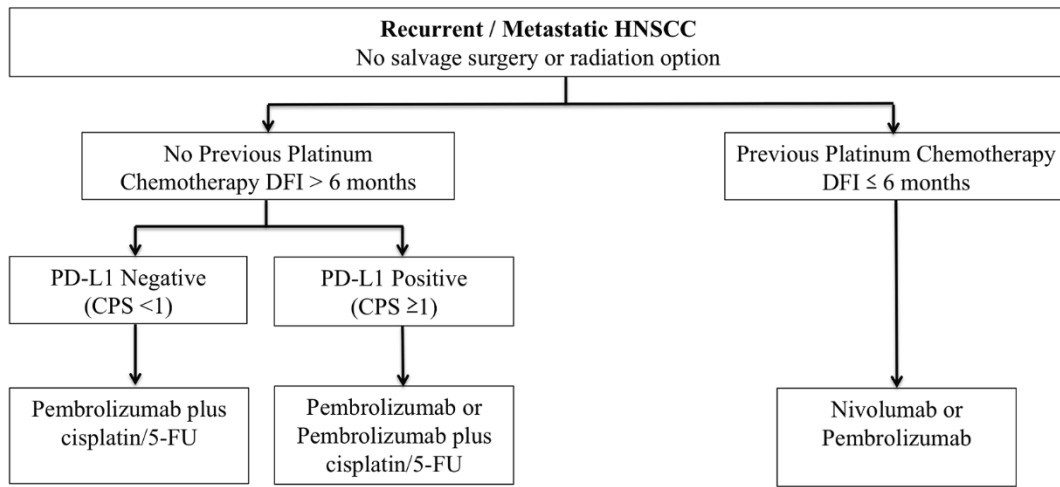 Recurrent / Metastatic HNSCC
No salvage surgery or radiation option
No Previous Platinum
Chemotherapy DFI > 6 months
Previous Platinum Chemotherapy
DFI ≤ 6 months
PD-L1 Negative
(CPS <1)
PD-L1 Positive
(CPS ≥1)
Pembrolizumab plus
cisplatin/5-FU
Pembrolizumab or
Pembrolizumab plus
cisplatin/5-FU
Nivolumab or
Pembrolizumab